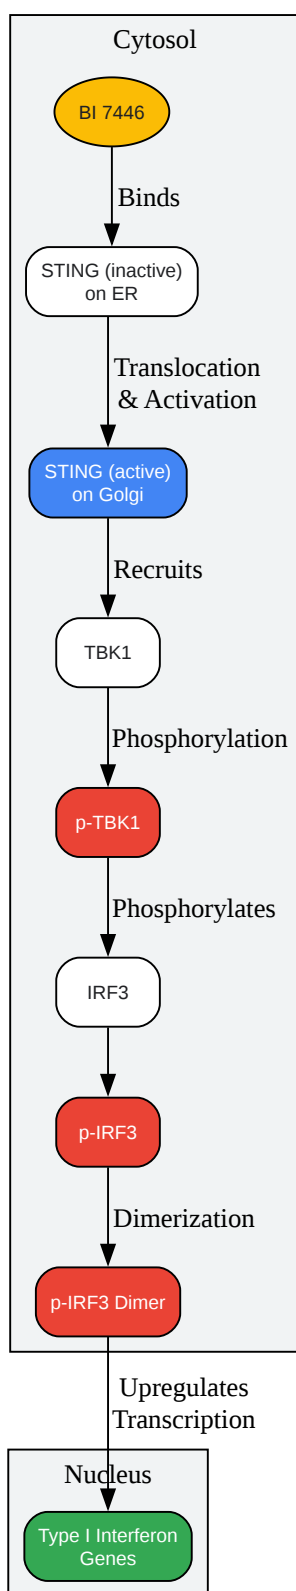 Cytosol
BI 7446
Binds
STING (inactive)
on ER
Translocation
& Activation
STING (active)
on Golgi
Recruits
TBK1
Phosphorylation
p-TBK1
Phosphorylates
IRF3
p-IRF3
Dimerization
p-IRF3 Dimer
Upregulates
Transcription
Nucleus
Type I Interferon
Genes